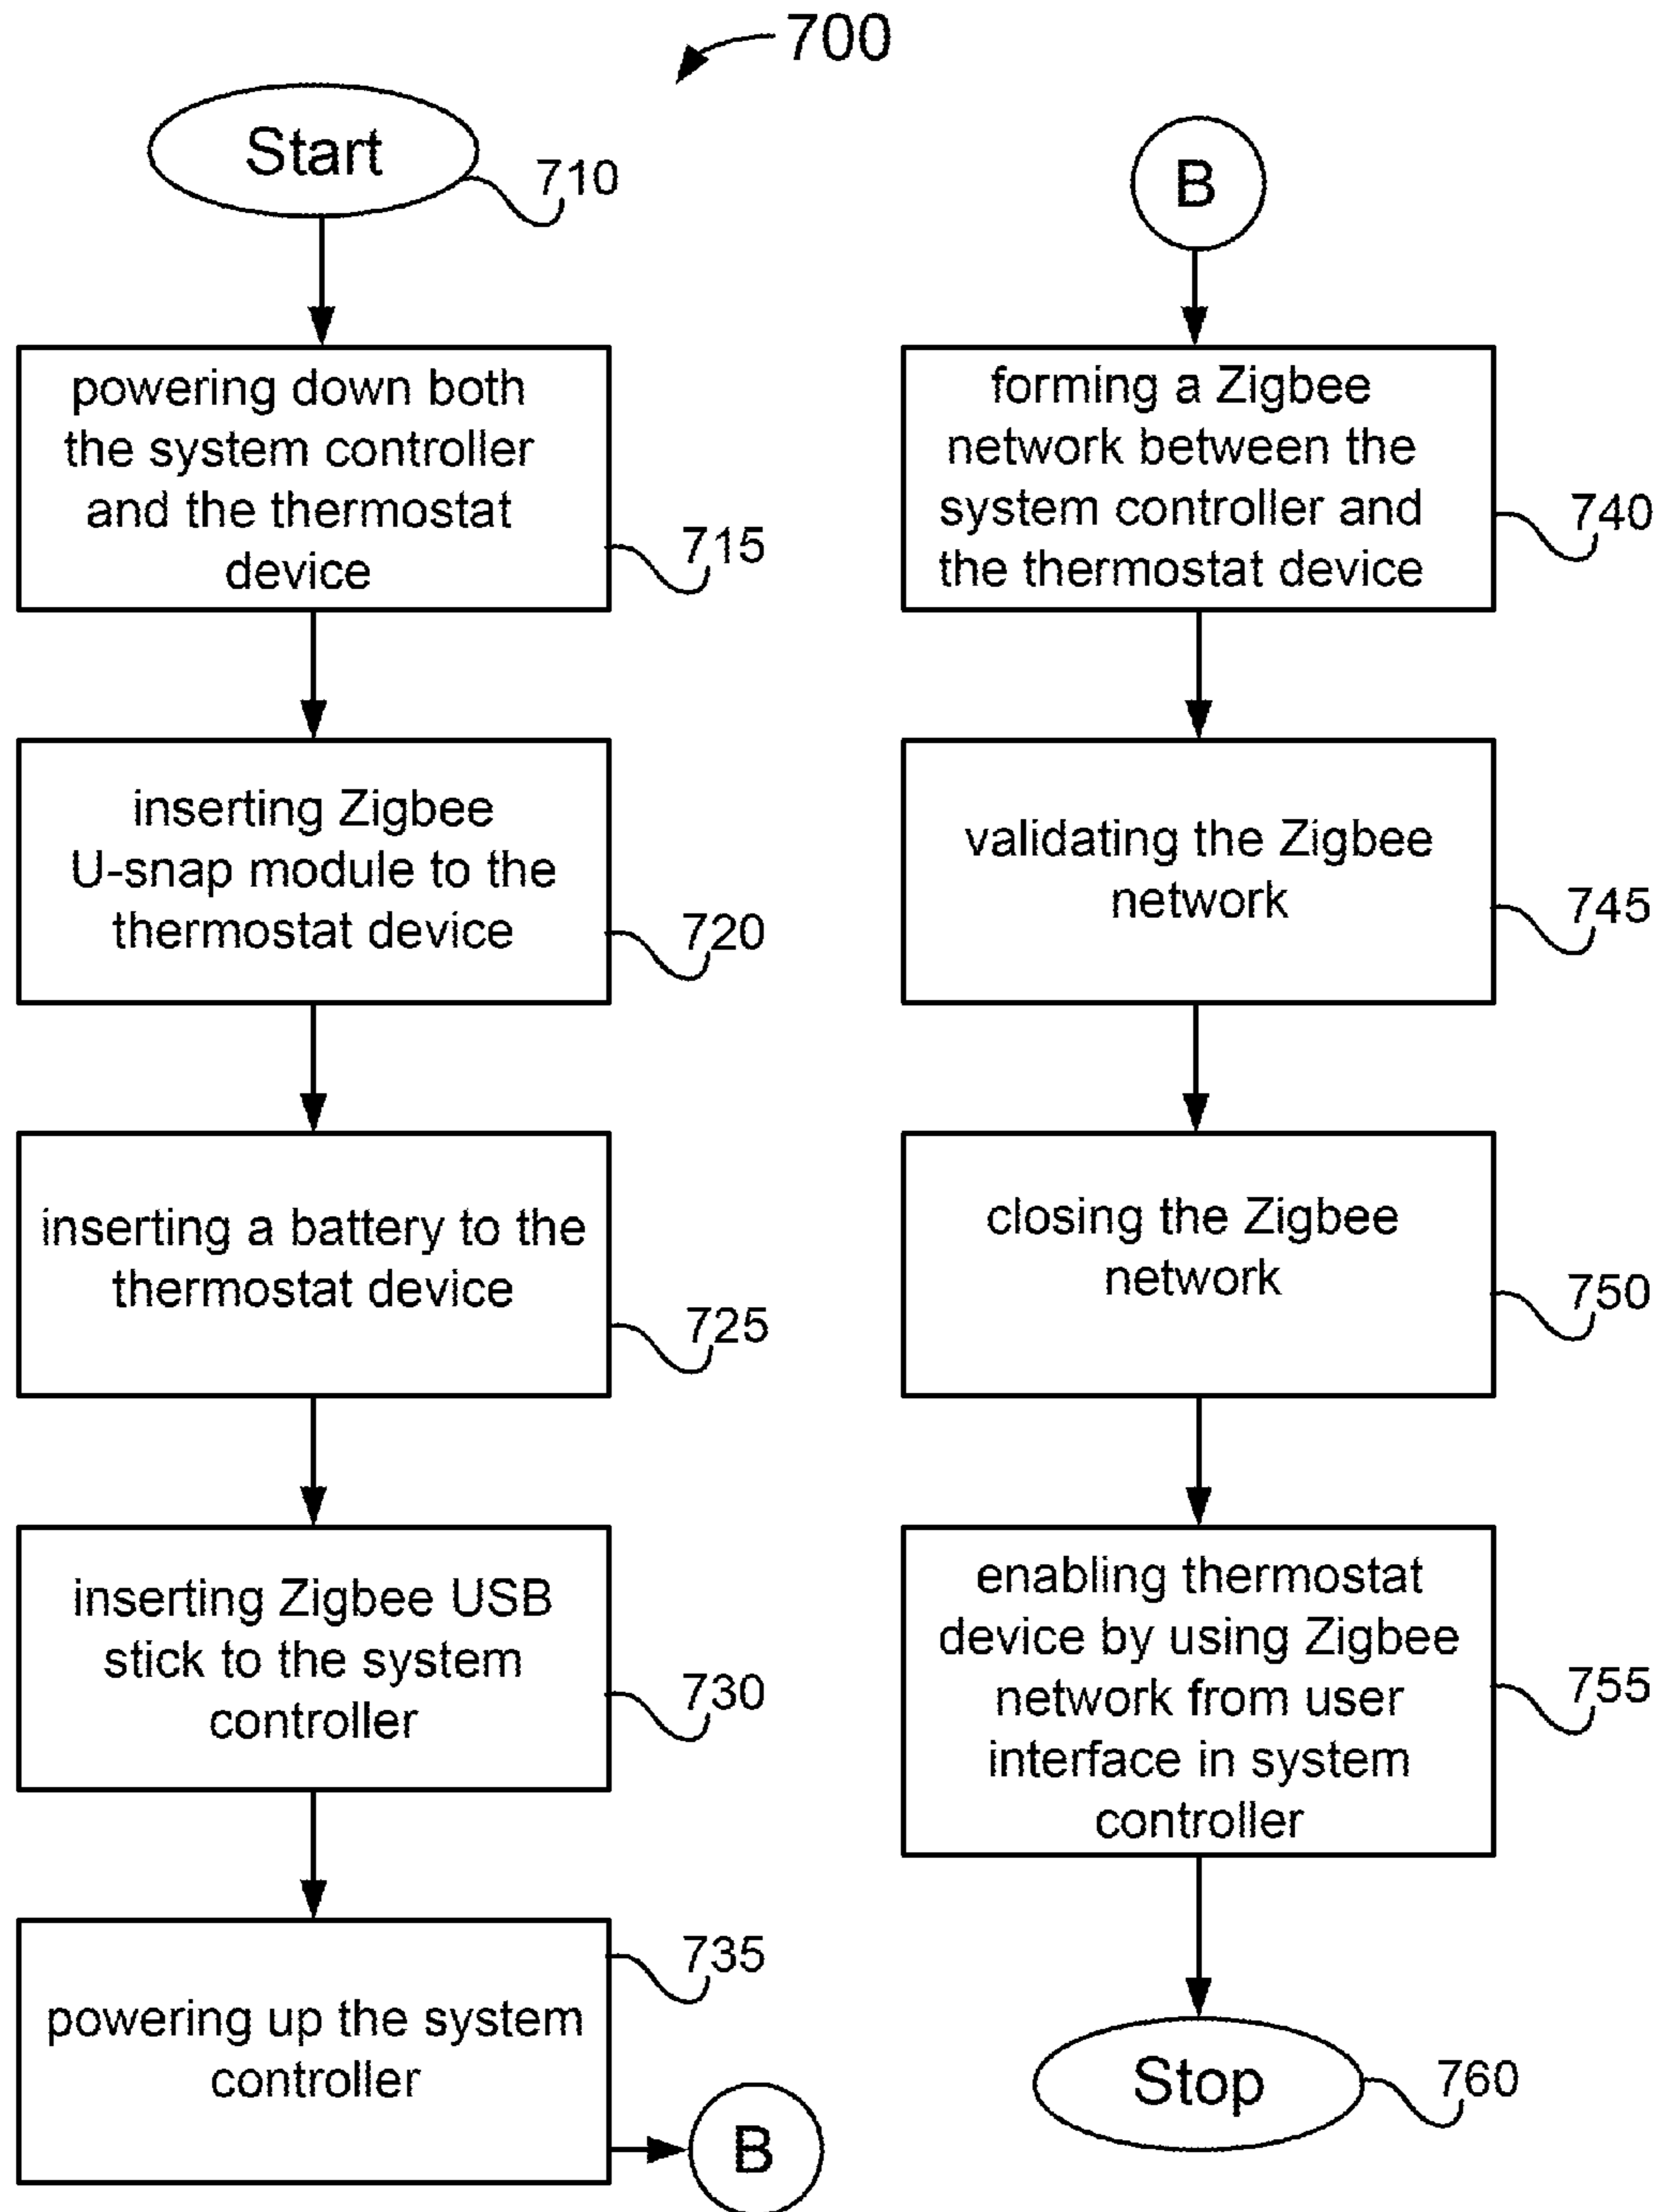 700
Start
710
powering down both
the system controller
and the thermostat
device
715
inserting Zigbee
U-snap module to the
thermostat device
720
inserting a battery to the
thermostat device
725
inserting Zigbee USB
stick to the system
controller
730
735
powering up the system
controller
B
B
forming a Zigbee
network between the
system controller and
the thermostat device
740
validating the Zigbee
network
745
closing the Zigbee
network
750
enabling thermostat
device by using Zigbee
network from user
interface in system
controller
755
Stop
760